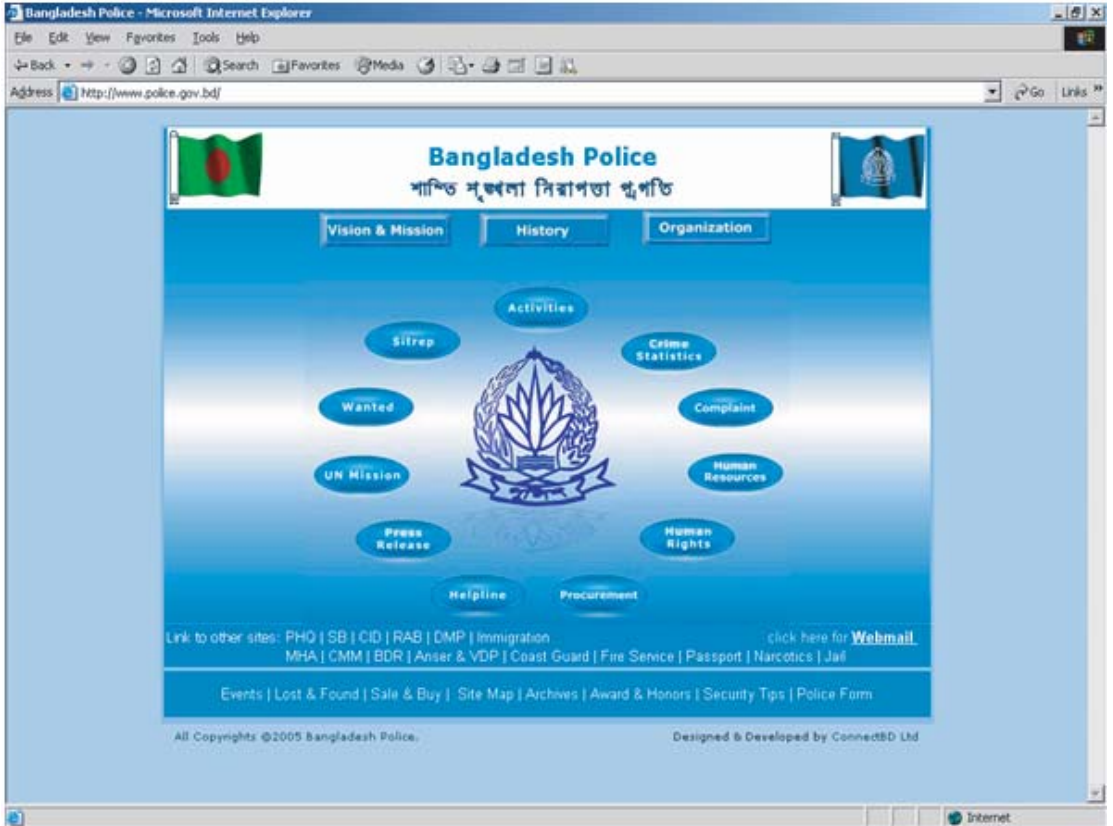 Bangladesh Police - Microsoft Internet Explorer
File Edit View Favorites Tools Help
Back Search Favorites Media
Address http://www.police.gov.bd/ Go Links »
Bangladesh Police
শান্তি শৃঙ্খলা নিরাপত্তা প্রগতি
Vision & Mission History Organization
Activities
Sitrep
Crime
Statistics
Wanted
Complaint
UN Mission
Human
Resources
পুলিশ
Press
Release
Human
Rights
Helpline Procurement
Link to other sites: PHQ | SB | CID | RAB | DMP | Immigration click here for Webmail
MHA | CMM | BDR | Anser & VDP | Coast Guard | Fire Service | Passport | Narcotics | Jail
Events | Lost & Found | Sale & Buy | Site Map | Archives | Award & Honors | Security Tips | Police Form
All Copyrights @2005 Bangladesh Police. Designed & Developed by ConnectBD Ltd
Internet